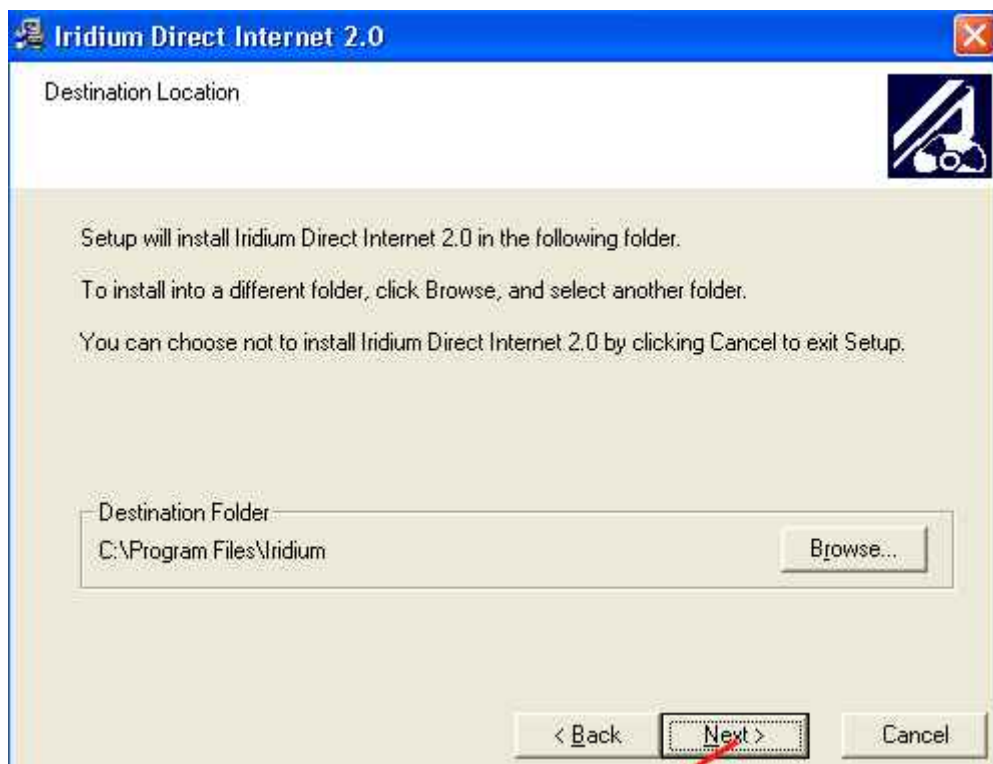 Iridium Direct Internet 2.0
Destination Location
Setup will install Iridium Direct Internet 2.0 in the following folder.
To install into a different folder, click Browse, and select another folder.
You can choose not to install Iridium Direct Internet 2.0 by clicking Cancel to exit Setup.
Destination Folder
C:\Program Files\Iridium
Browse...
< Back Next > Cancel